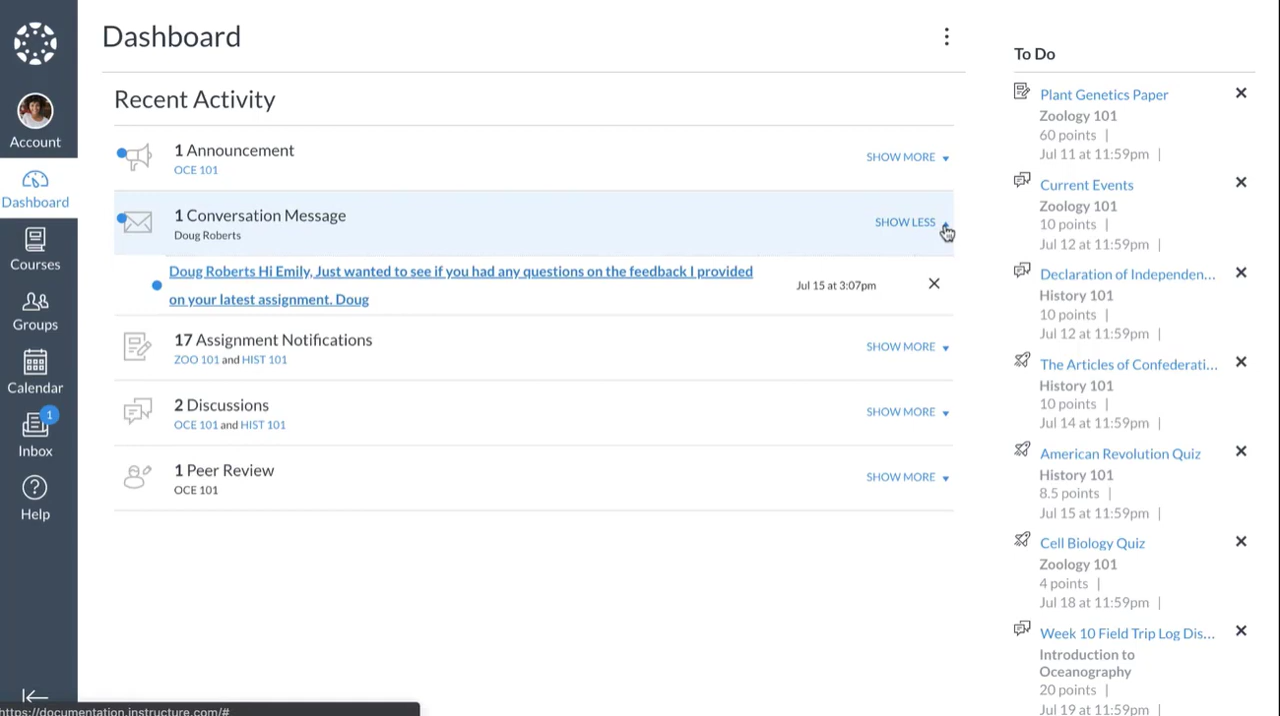 Dashboard
Recent Activity
1 Announcement
OCE 101
SHOW MORE
1 Conversation Message
Doug Roberts
SHOW LESS
Doug Roberts Hi Emily, Just wanted to see if you had any questions on the feedback I provided
on your latest assignment. Doug
Jul 15 at 3:07pm
17 Assignment Notifications
ZOO 101 and HIST 101
SHOW MORE
2 Discussions
OCE 101 and HIST 101
SHOW MORE
1 Peer Review
OCE 101
SHOW MORE
Account
Dashboard
Courses
Groups
Calendar
1
Inbox
Help
To Do
Plant Genetics Paper
Zoology 101
60 points |
Jul 11 at 11:59pm |
Current Events
Zoology 101
10 points |
Jul 12 at 11:59pm |
Declaration of Independen...
History 101
10 points |
Jul 12 at 11:59pm |
The Articles of Confederati...
History 101
10 points |
Jul 14 at 11:59pm |
American Revolution Quiz
History 101
8.5 points |
Jul 15 at 11:59pm |
Cell Biology Quiz
Zoology 101
4 points |
Jul 18 at 11:59pm |
Week 10 Field Trip Log Dis...
Introduction to
Oceanography
20 points |
Jul 19 at 11:59pm |
https://documentation.instructure.com/#